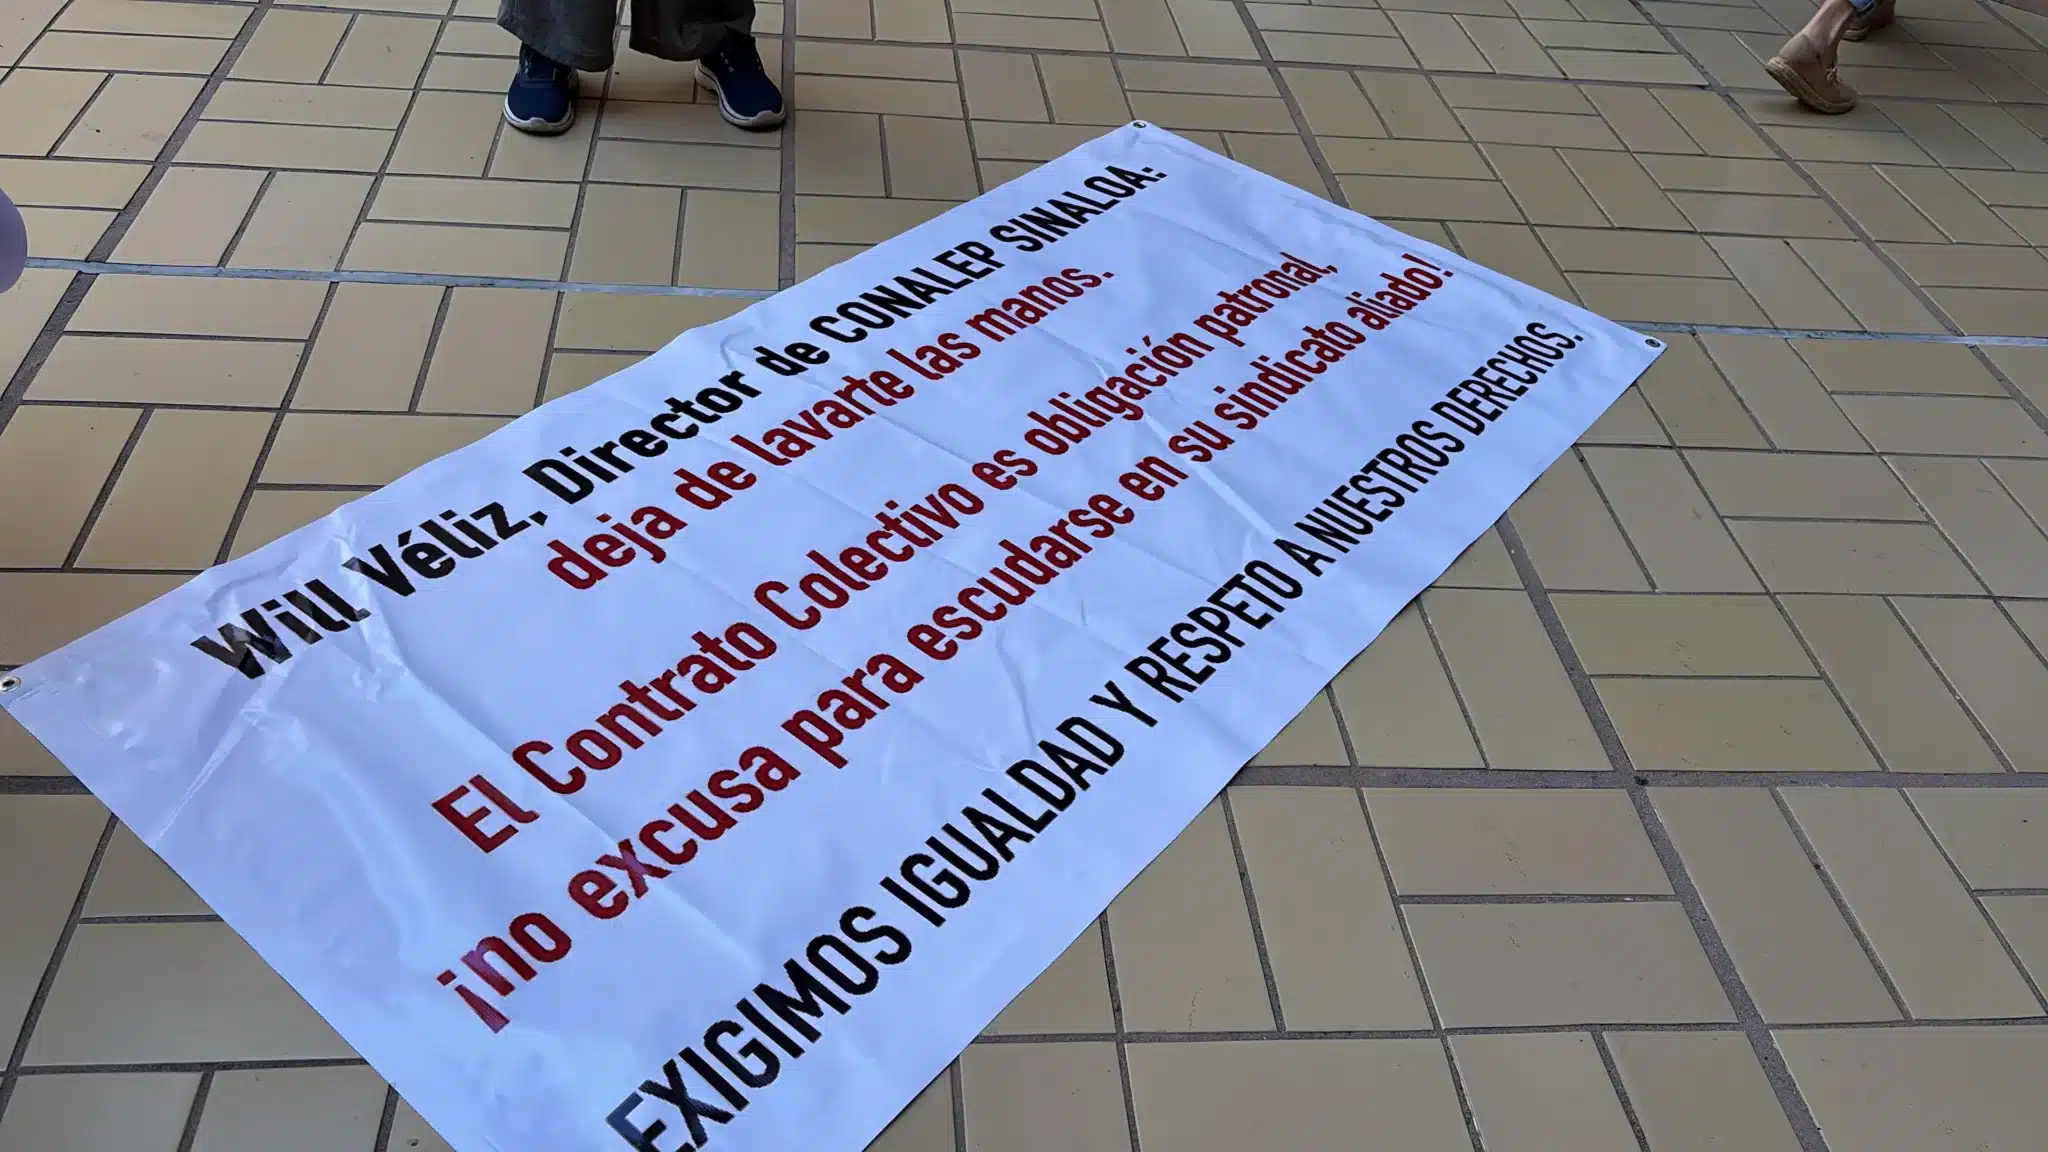 Will Véliz, Director de CONALEP SINALOA:
deja de lavarte las manos.
El Contrato Colectivo es obligación patronal,
¡no excusa para escudarse en su sindicato aliado!
EXIGIMOS IGUALDAD Y RESPETO A NUESTROS DERECHOS.